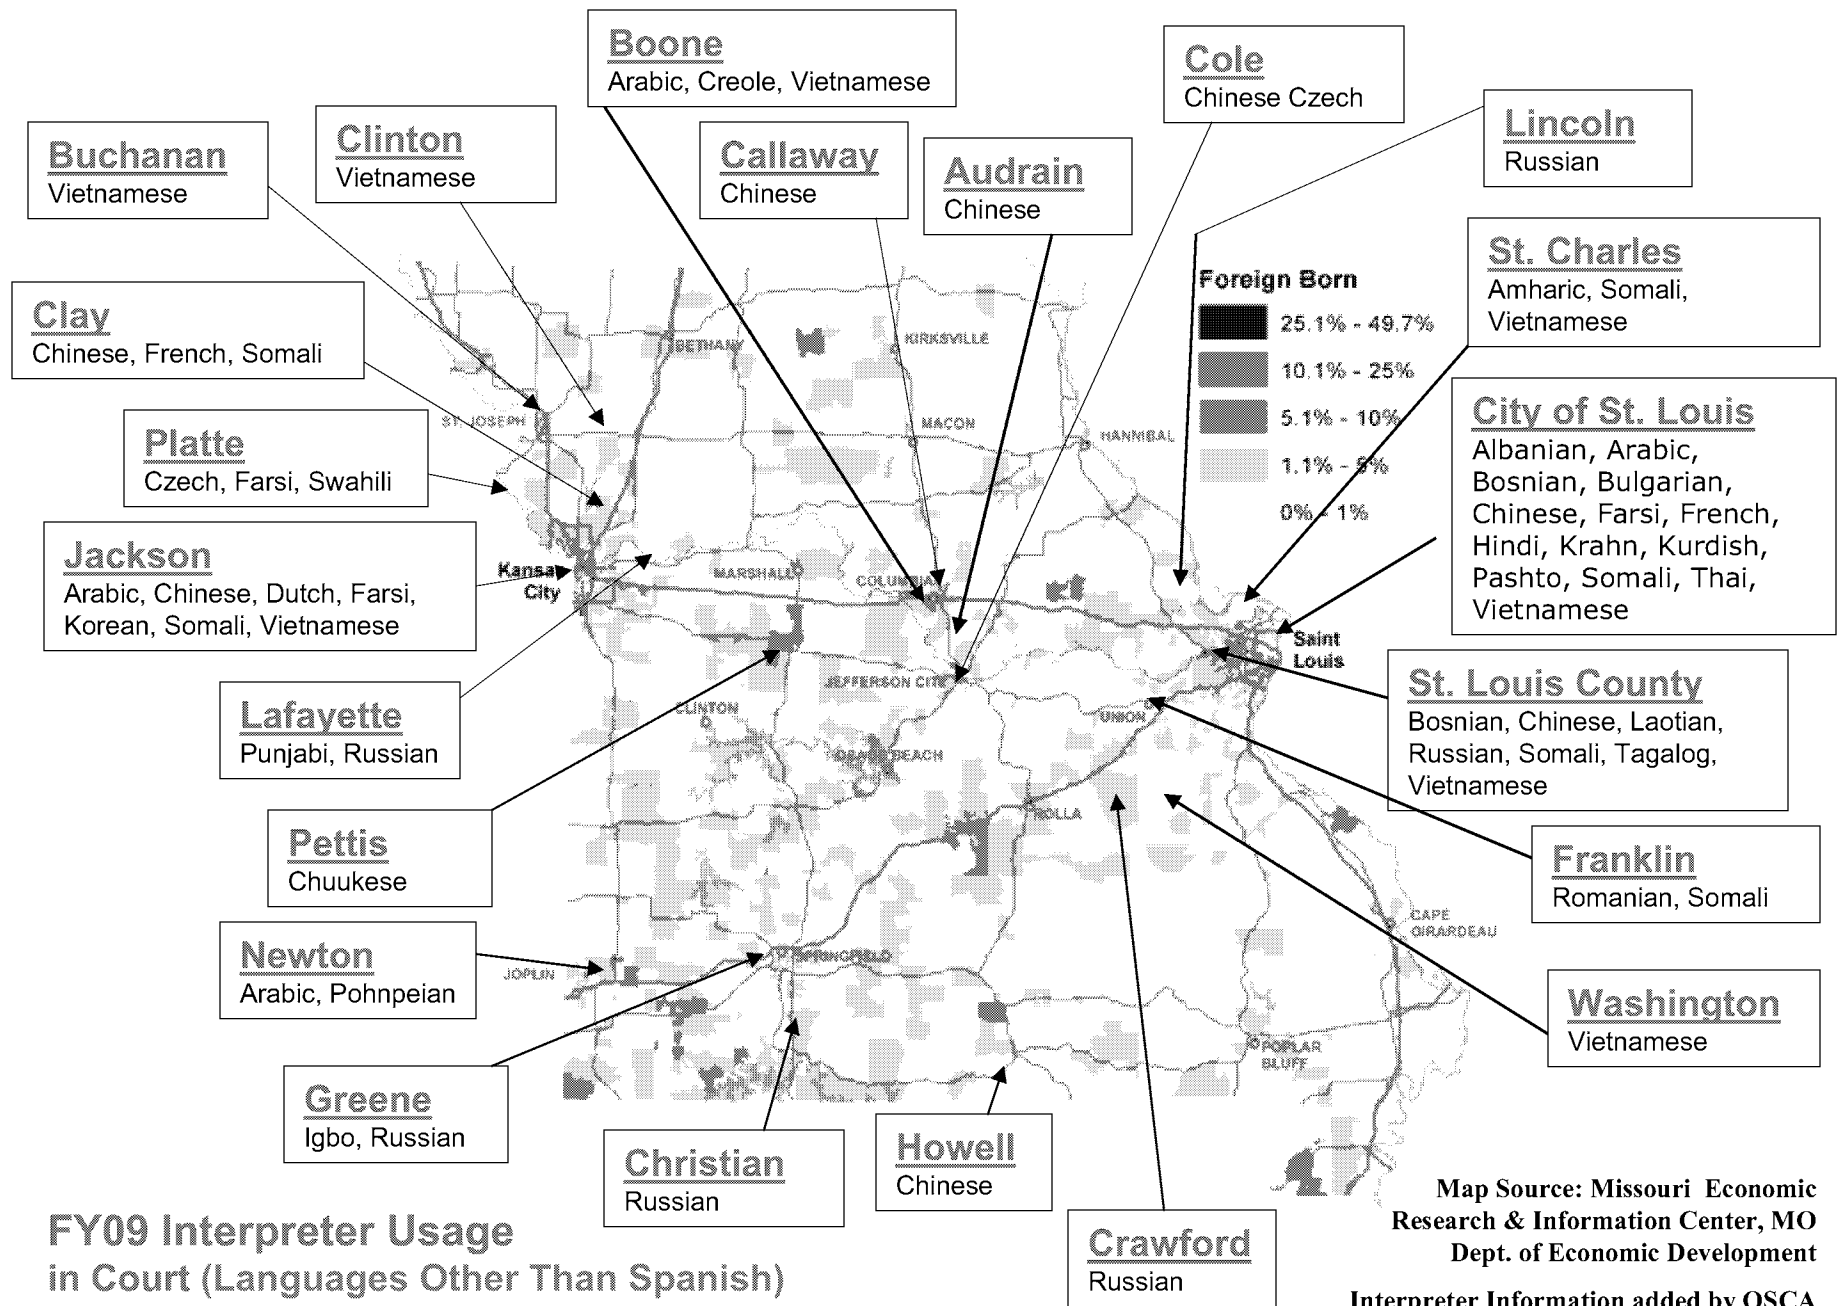 Boone
Arabic, Creole, Vietnamese
Cole
Chinese Czech
Lincoln
Russian
Buchanan
Vietnamese
Clinton
Vietnamese
Callaway
Chinese
Audrain
Chinese
St. Charles
Amharic, Somali,
Vietnamese
Clay
Chinese, French, Somali
Foreign Born
25.1% - 49.7%
10.1% - 25%
5.1% - 10%
1.1% - 5%
0% - 1%
Platte
Czech, Farsi, Swahili
City of St. Louis
Albanian, Arabic,
Bosnian, Bulgarian,
Chinese, Farsi, French,
Hindi, Krahn, Kurdish,
Pashto, Somali, Thai,
Vietnamese
BETHANY
KIRKSVILLE
ST. JOSEPH
MACON
HANNIBAL
Jackson
Arabic, Chinese, Dutch, Farsi,
Korean, Somali, Vietnamese
Kansas
City
MARSHALL
COLUMBIA
Saint
Louis
JEFFERSON CITY
CLINTON
UNION
OSAGE BEACH
ROLLA
Lafayette
Punjabi, Russian
St. Louis County
Bosnian, Chinese, Laotian,
Russian, Somali, Tagalog,
Vietnamese
Pettis
Chuukese
Franklin
Romanian, Somali
Newton
Arabic, Pohnpeian
JOPLIN
SPRINGFIELD
CAPE
GIRARDEAU
Washington
Vietnamese
POPLAR
BLUFF
Greene
Igbo, Russian
Christian
Russian
Howell
Chinese
Crawford
Russian
FY09 Interpreter Usage
in Court (Languages Other Than Spanish)
Map Source: Missouri Economic
Research & Information Center, MO
Dept. of Economic Development
Interpreter Information added by OSCA